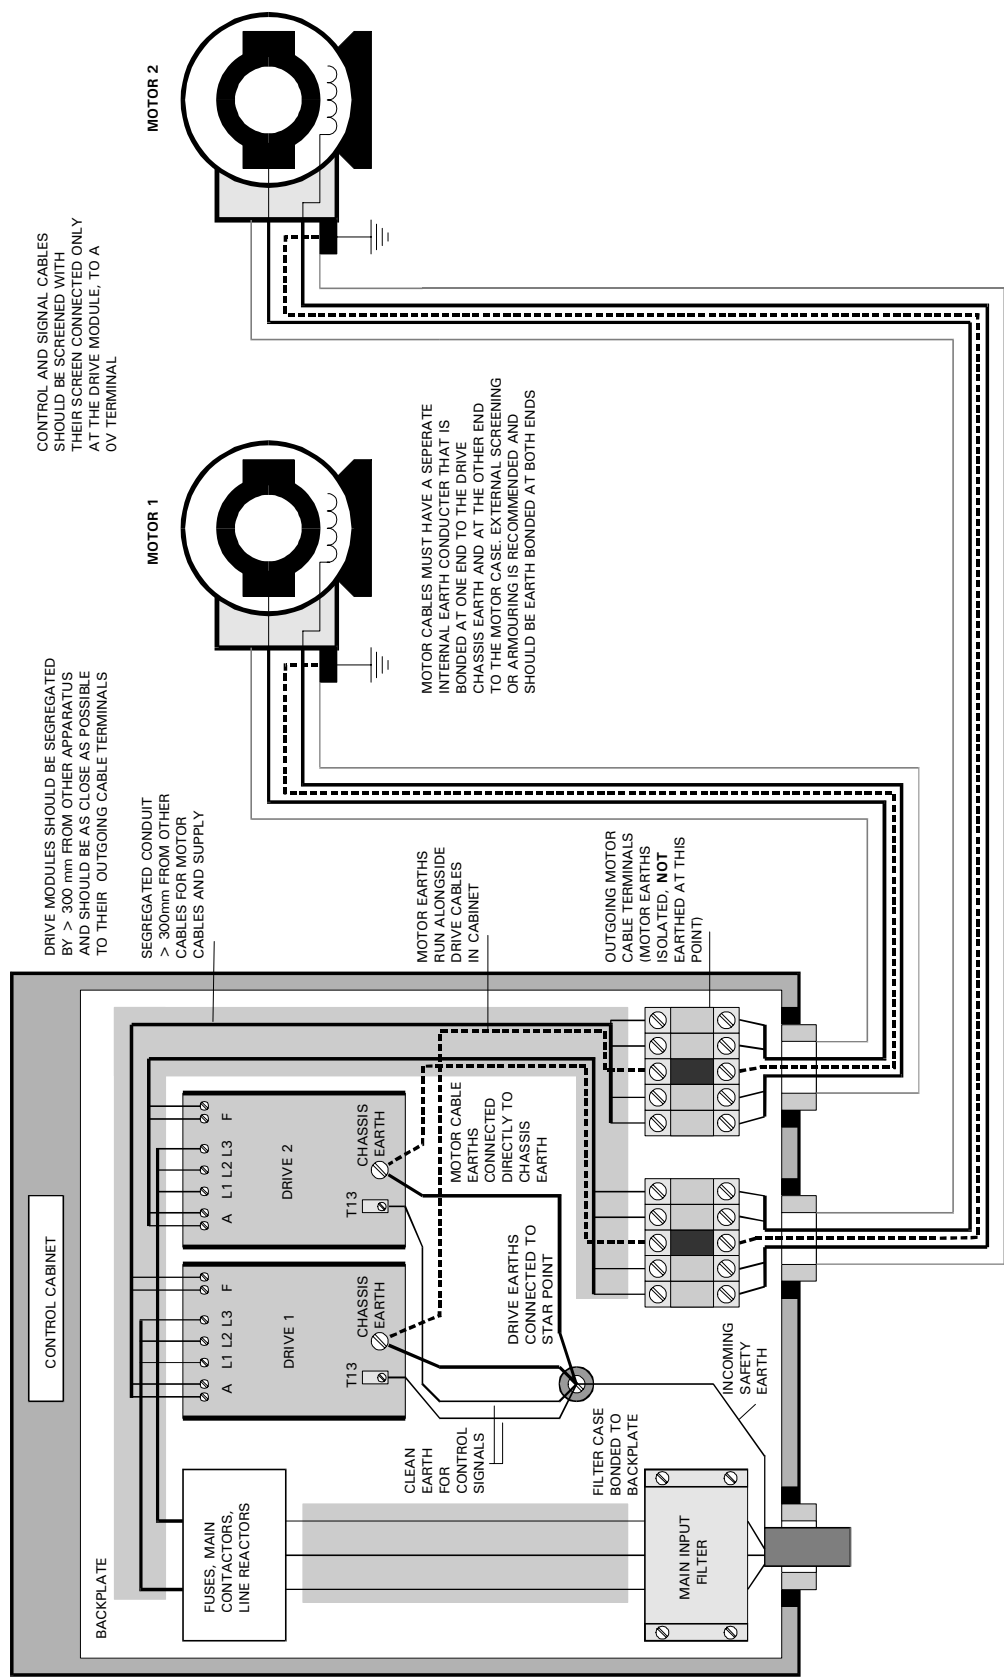 CONTROL CABINET
BACKPLATE
FUSES, MAIN
CONTACTORS,
LINE REACTORS
MAIN INPUT
FILTER
DRIVE 1
A
L1 L2 L3
F
T13
CHASSIS
EARTH
DRIVE 2
A
L1 L2 L3
F
T13
CHASSIS
EARTH
CLEAN
EARTH
FOR
CONTROL
SIGNALS
FILTER CASE
BONDED TO
BACKPLATE
INCOMING
SAFETY
EARTH
DRIVE EARTHS
CONNECTED TO
STAR POINT
MOTOR CABLE
EARTHS
CONNECTED
DIRECTLY TO
CHASSIS
EARTH
DRIVE MODULES SHOULD BE SEGREGATED
BY > 300 mm FROM OTHER APPARATUS
AND SHOULD BE AS CLOSE AS POSSIBLE
TO THEIR OUTGOING CABLE TERMINALS
SEGREGATED CONDUIT
> 300mm FROM OTHER
CABLES FOR MOTOR
CABLES AND SUPPLY
MOTOR EARTHS
RUN ALONGSIDE
DRIVE CABLES
IN CABINET
OUTGOING MOTOR
CABLE TERMINALS
(MOTOR EARTHS
ISOLATED, NOT
EARTHED AT THIS
POINT)
MOTOR 1
MOTOR CABLES MUST HAVE A SEPERATE
INTERNAL EARTH CONDUCTER THAT IS
BONDED AT ONE END TO THE DRIVE
CHASSIS EARTH AND AT THE OTHER END
TO THE MOTOR CASE. EXTERNAL SCREENING
OR ARMOURING IS RECOMMENDED AND
SHOULD BE EARTH BONDED AT BOTH ENDS
CONTROL AND SIGNAL CABLES
SHOULD BE SCREENED WITH
THEIR SCREEN CONNECTED ONLY
AT THE DRIVE MODULE, TO A
0V TERMINAL
MOTOR 2